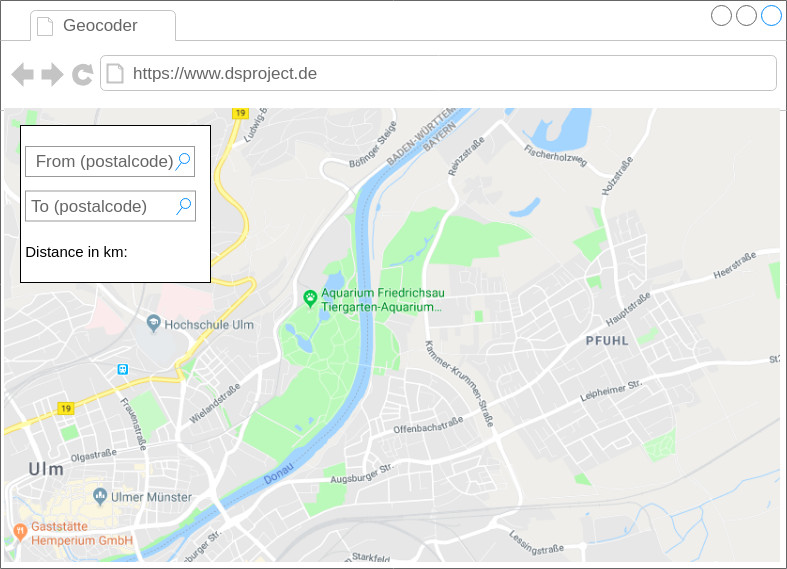 Geocoder
https://www.dsproject.de
From (postalcode)
To (postalcode)
Distance in km:
19
Ludwig-B
Böfinger Steige
BADEN-WÜRTTEM
BAYERN
Reinzstraße
Fischerholzweg
Holzstraße
Heerstraße
Aquarium Friedrichsau
Tiergarten-Aquarium...
Hauptstraße
Hochschule Ulm
PFUHL
Kammer-Krummen-Straße
St2
Leipheimer Str.
Wielandstraße
19
Frauenstraße
Offenbachstraße
Olgastraße
Ulm
Donau
Augsburger Str.
Ulmer Münster
Gaststätte
Hemperium GmbH
sburger Str.
Starkfeld
Lessingstraße